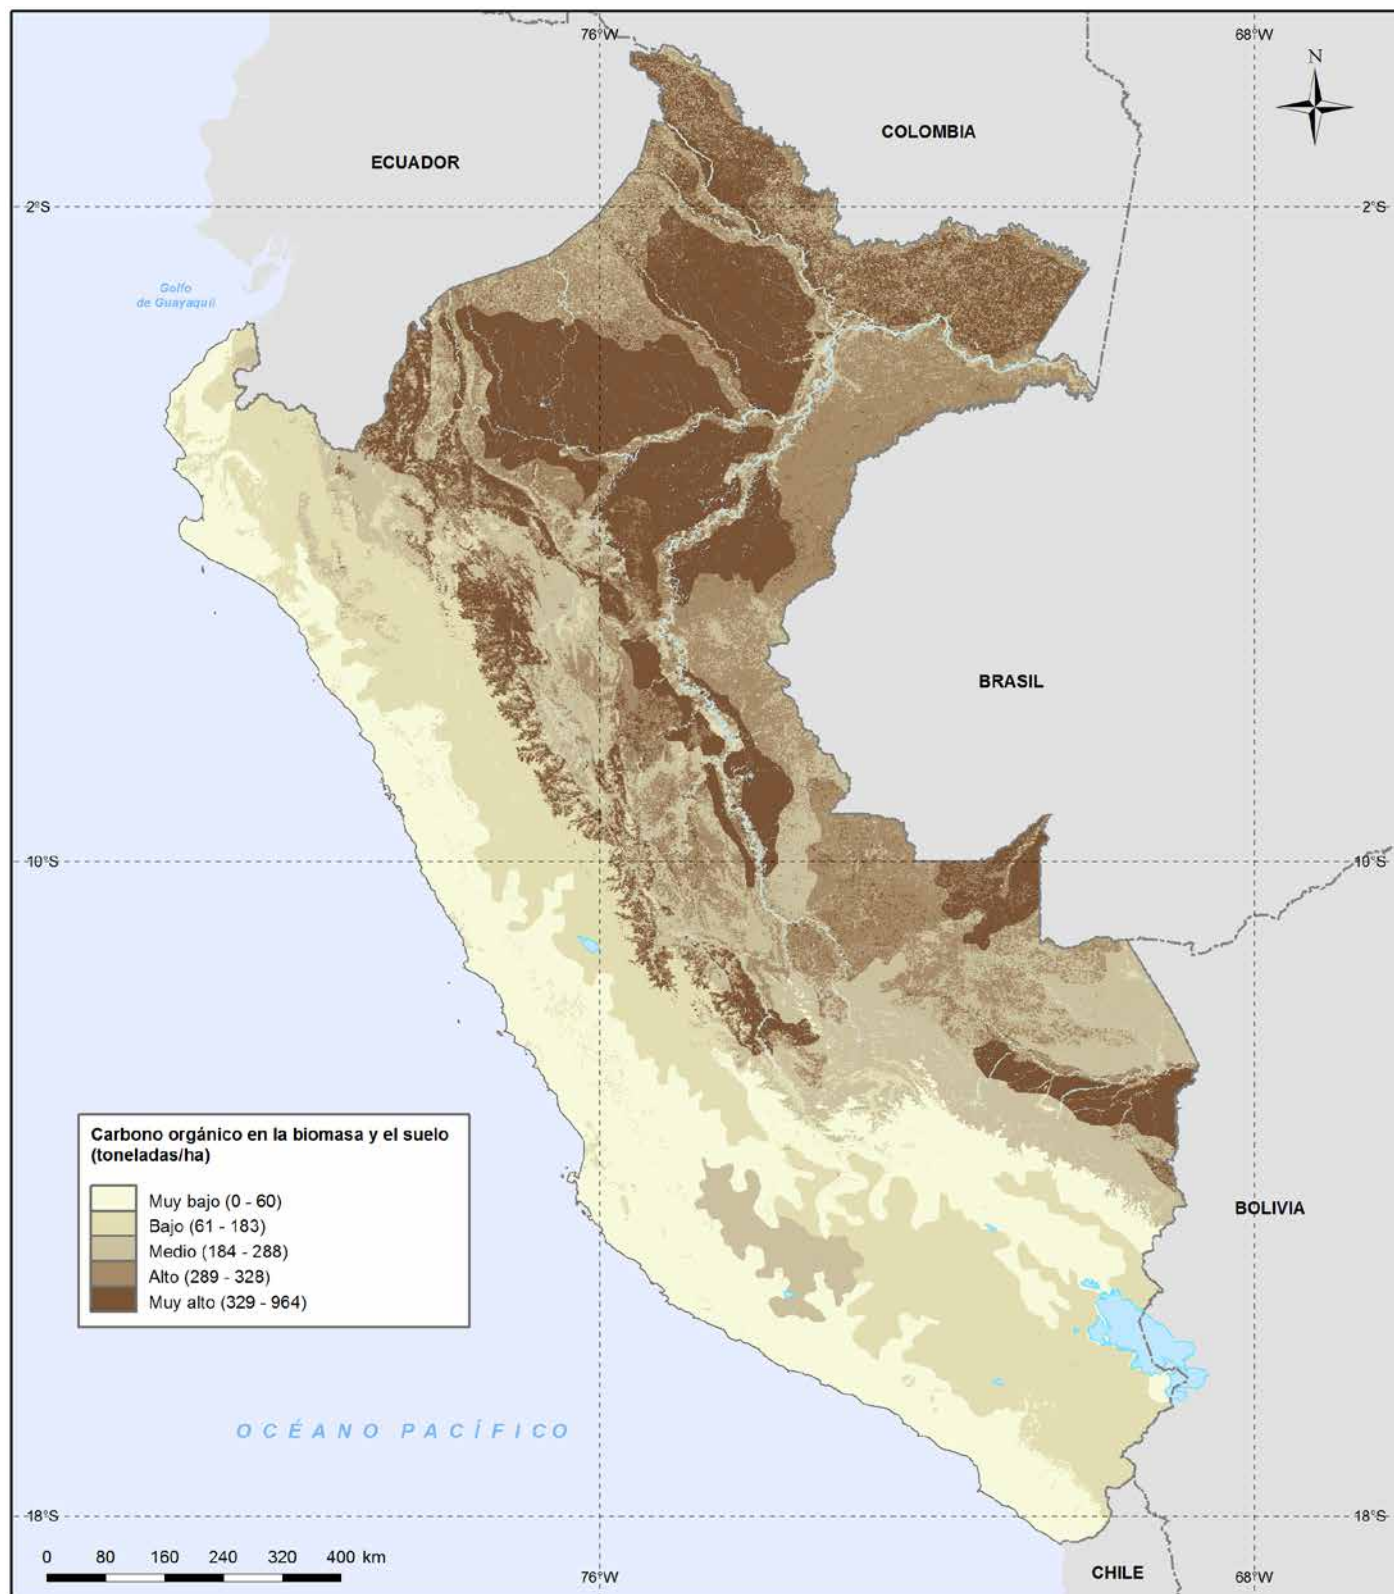 76°W
68°W
N
COLOMBIA
ECUADOR
2°S
2°S
Golfo
de Guayaquil
BRASIL
10°S
10°S
Carbono orgánico en la biomasa y el suelo
(toneladas/ha)
Muy bajo (0 - 60)
Bajo (61 - 183)
Medio (184 - 288)
Alto (289 - 328)
Muy alto (329 - 964)
BOLIVIA
OCÉANO PACÍFICO
18°S
18°S
0 80 160 240 320 400 km
76°W
CHILE
68°W